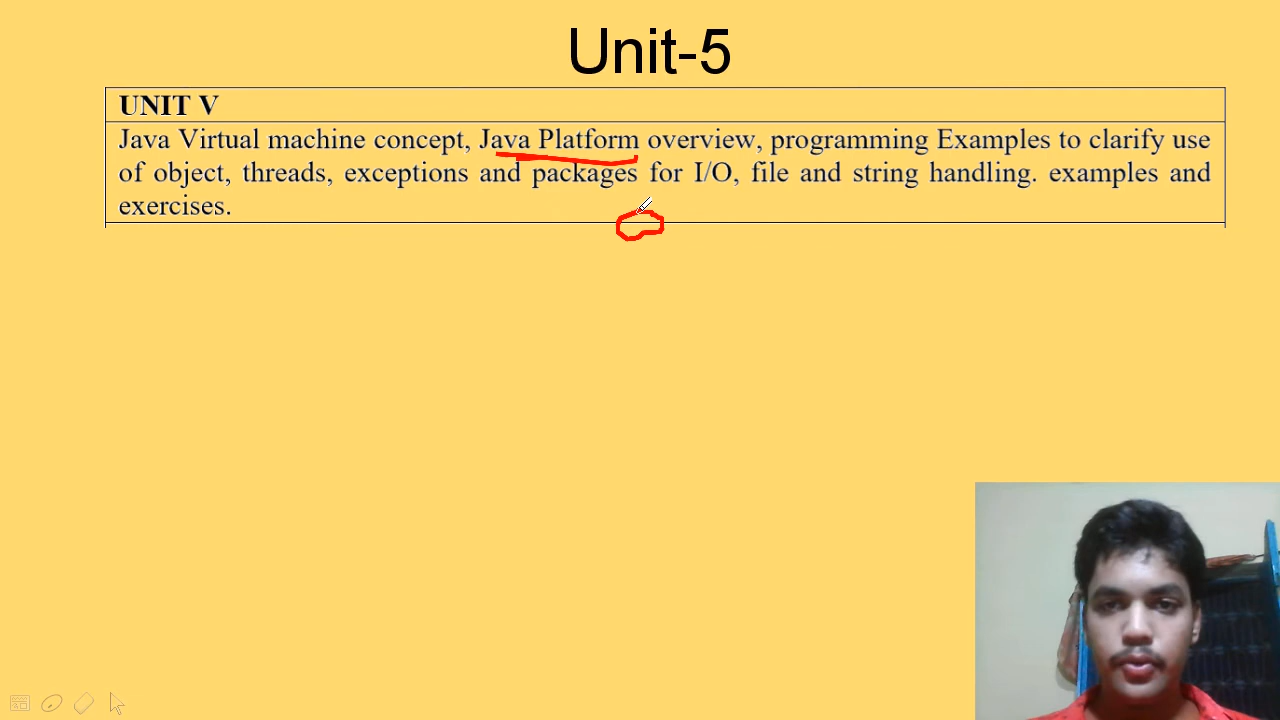 Unit-5
UNIT V
Java Virtual machine concept, Java Platform overview, programming Examples to clarify use
of object, threads, exceptions and packages for I/O, file and string handling. examples and
exercises.